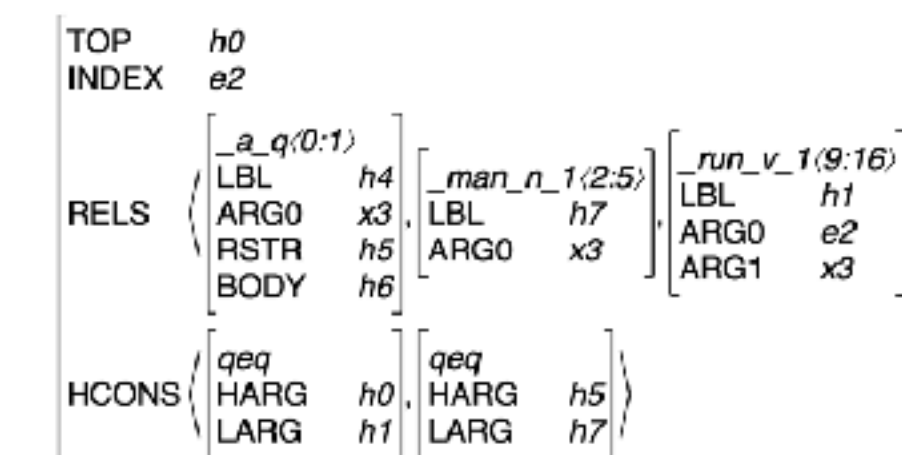 TOP h0
INDEX e2
_a_q⟨0:1⟩
LBL h4
RELS ⟨ ARG0 x3 ,
RSTR h5
BODY h6
_man_n_1⟨2:5⟩
LBL h7 ,
ARG0 x3
_run_v_1⟨9:16⟩
LBL h1
ARG0 e2
ARG1 x3
qeq
HCONS ⟨ HARG h0 ,
LARG h1
qeq
HARG h5 ⟩
LARG h7